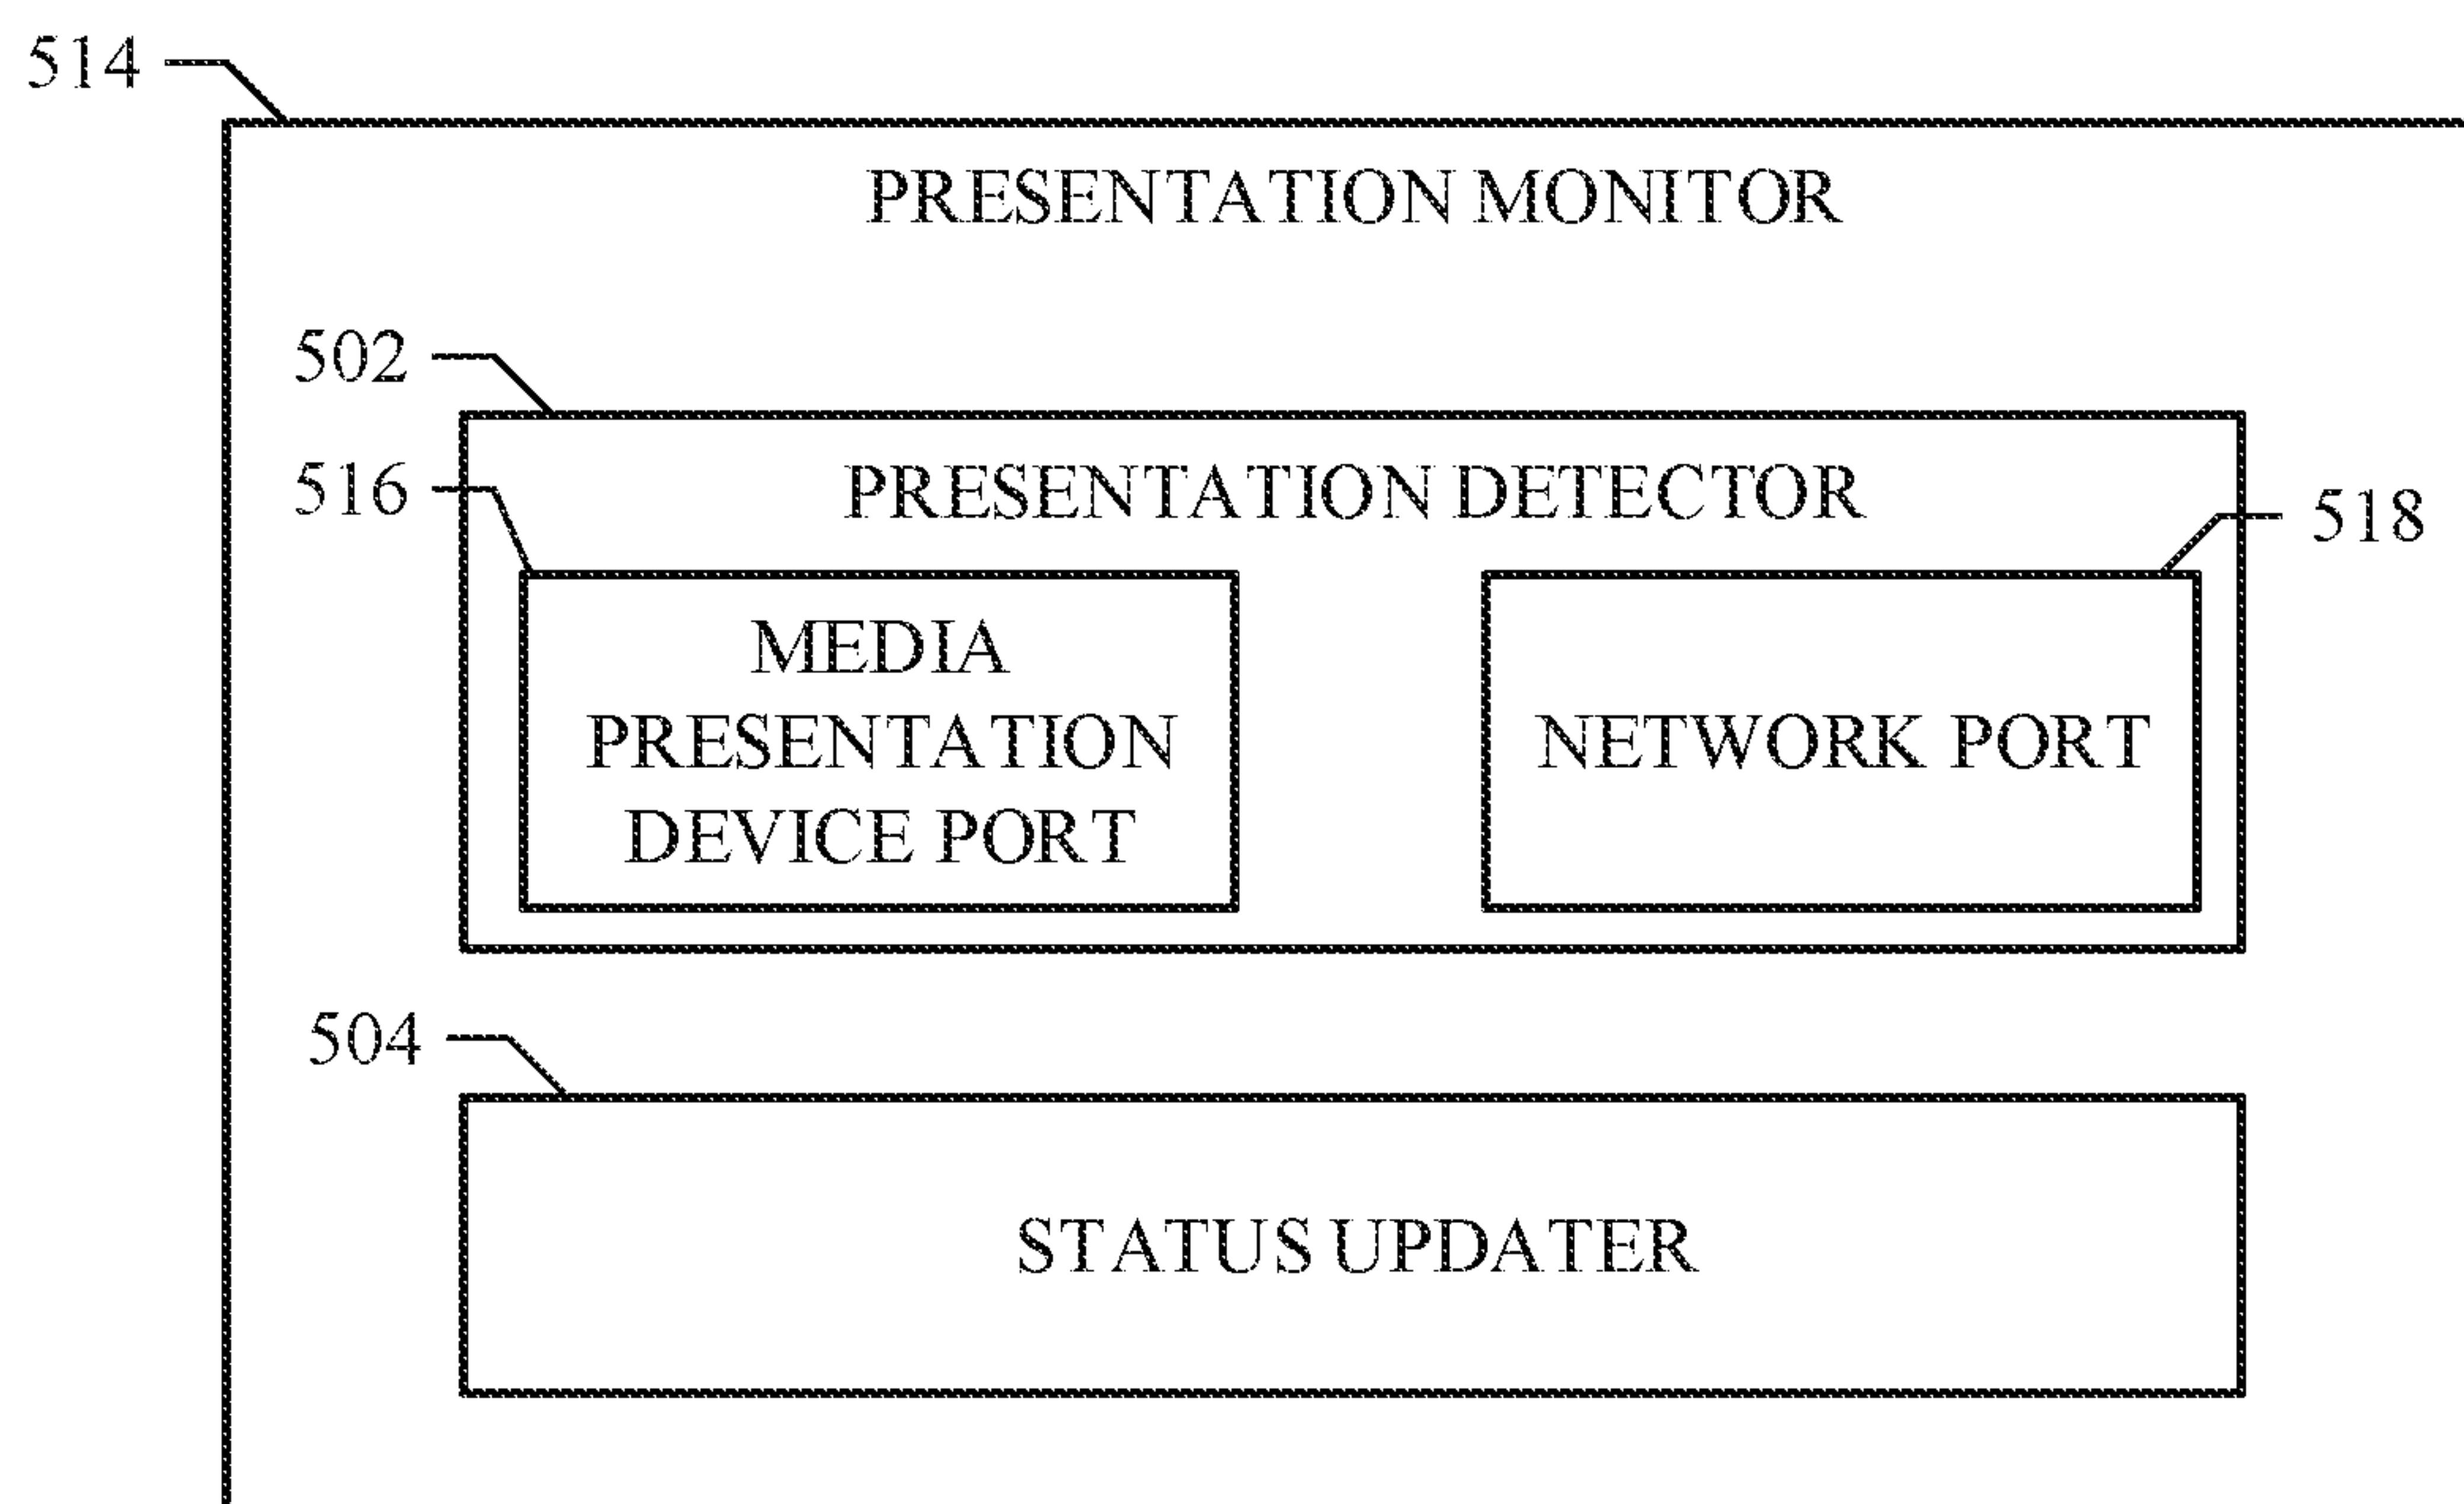 514
PRESENTATION MONITOR
502
516
PRESENTATION DETECTOR
518
MEDIA
PRESENTATION
DEVICE PORT
NETWORK PORT
504
STATUS UPDATER